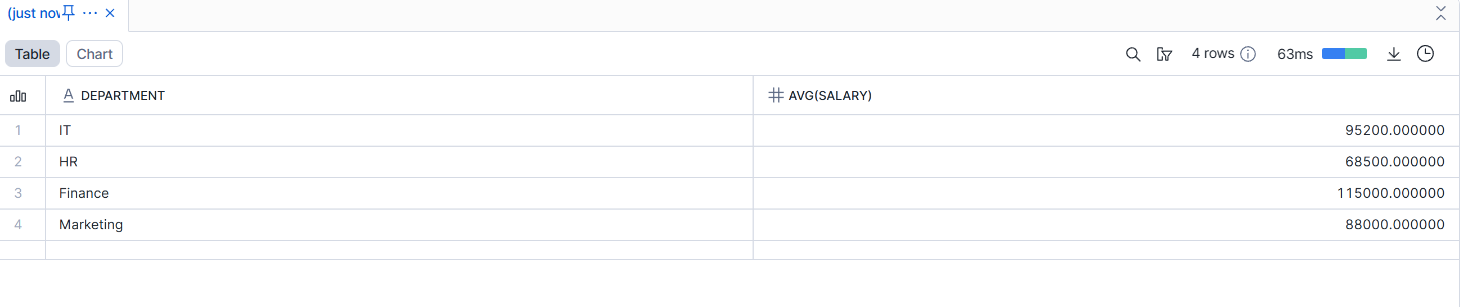 (just now
Table Chart 4 rows 63ms
DEPARTMENT AVG(SALARY)
1 IT 95200.000000
2 HR 68500.000000
3 Finance 115000.000000
4 Marketing 88000.000000